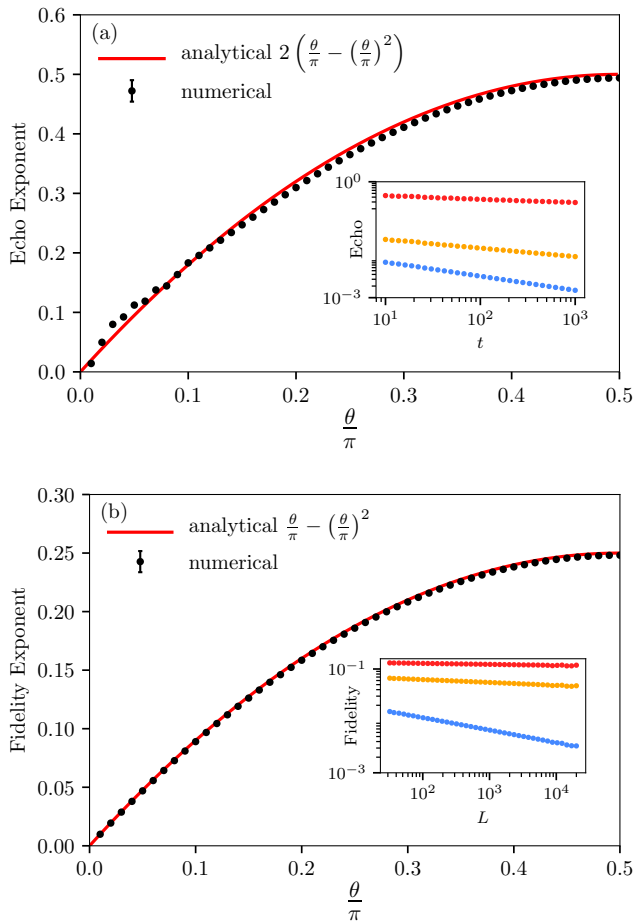 (a)
analytical 2 (θ/π − (θ/π)²)
numerical
Echo Exponent
0.6
0.5
0.4
0.3
0.2
0.1
0.0
Echo
10⁰
10⁻³
10¹ 10² 10³
t
0.0 0.1 0.2 0.3 0.4 0.5
θ/π
(b)
analytical θ/π − (θ/π)²
numerical
Fidelity Exponent
0.30
0.25
0.20
0.15
0.10
0.05
0.00
Fidelity
10⁻¹
10⁻³
10² 10³ 10⁴
L
0.0 0.1 0.2 0.3 0.4 0.5
θ/π